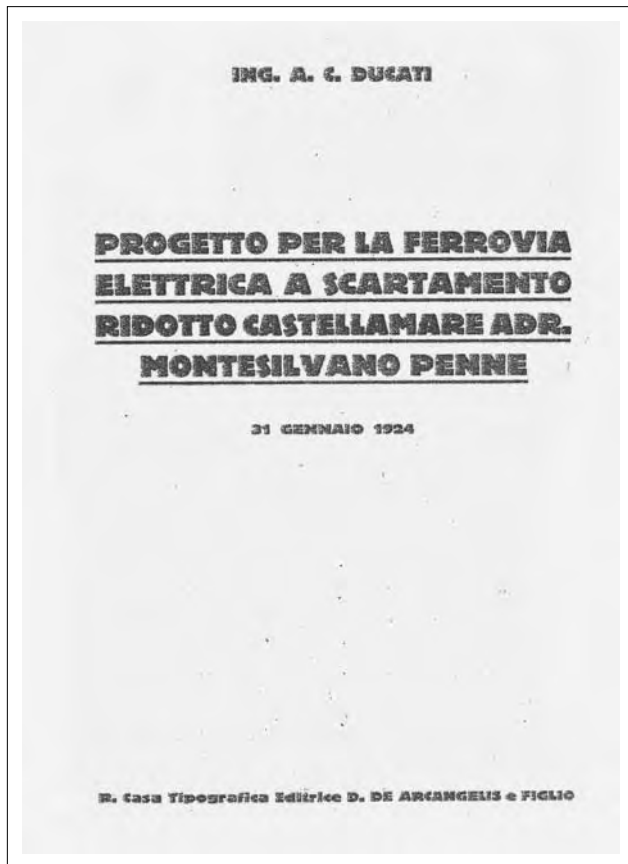 ING. A. C. DUCATI
PROGETTO PER LA FERROVIA
ELETTRICA A SCARTAMENTO
RIDOTTO CASTELLAMARE ADR.
MONTESILVANO PENNE
31 GENNAIO 1924
R. Casa Tipografica Editrice D. DE ARCANGELIS e FIGLIO